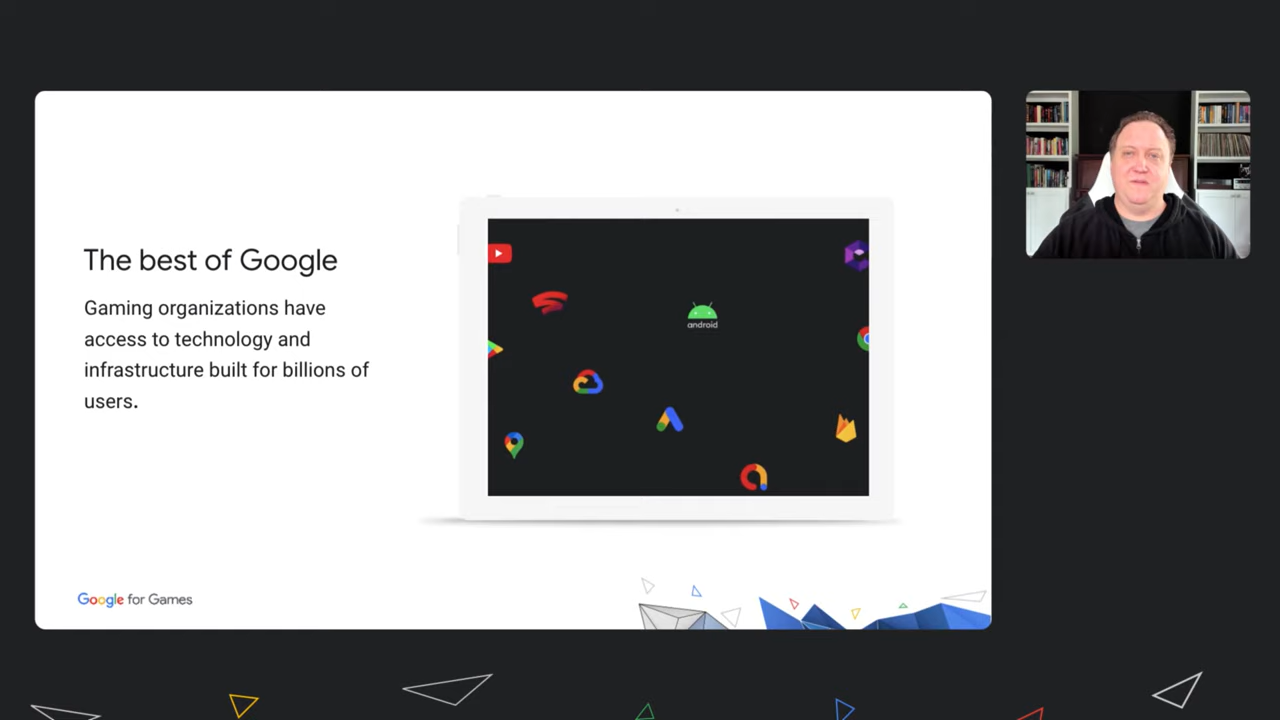 The best of Google
Gaming organizations have
access to technology and
infrastructure built for billions of
users.
android
Google for Games